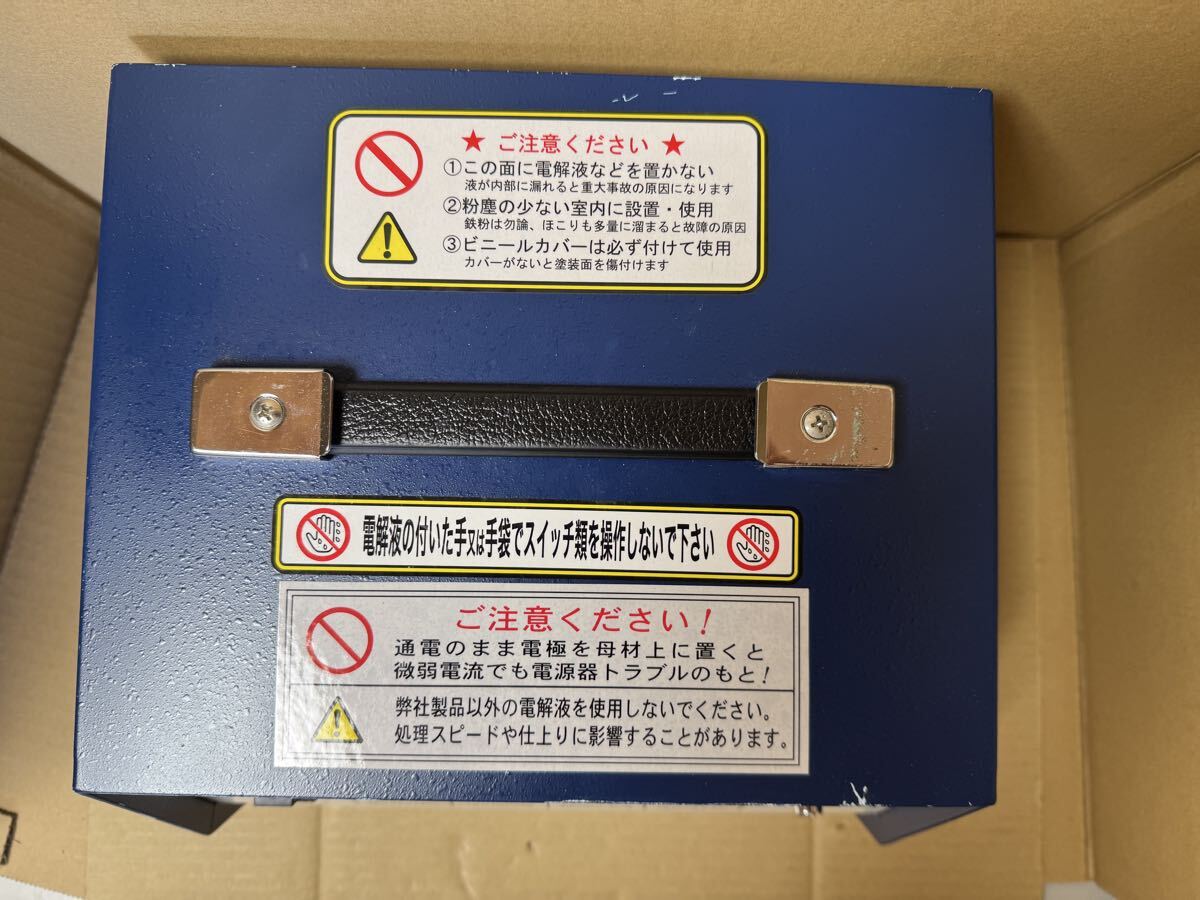 ★ ご注意ください ★
①この面に電解液などを置かない
液が内部に漏れると重大事故の原因になります
②粉塵の少ない室内に設置・使用
鉄粉は勿論、ほこりも多量に溜まると故障の原因
③ビニールカバーは必ず付けて使用
カバーがないと塗装面を傷付けます
電解液の付いた手又は手袋でスイッチ類を操作しないで下さい
ご注意ください!
通電のまま電極を母材上に置くと
微弱電流でも電源器トラブルのもと!
弊社製品以外の電解液を使用しないでください。
処理スピードや仕上りに影響することがあります。